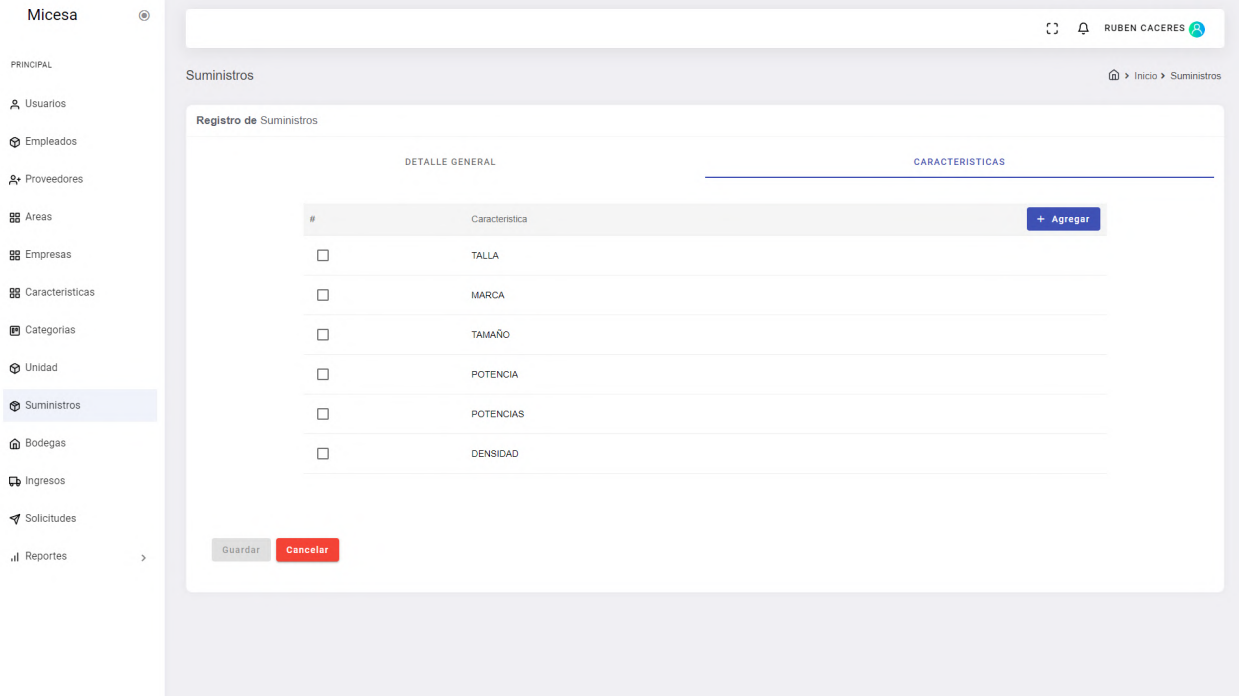 Micesa
RUBEN CACERES
PRINCIPAL
Suministros
Inicio Suministros
Usuarios
Empleados
Proveedores
Areas
Empresas
Caracteristicas
Categorias
Unidad
Suministros
Bodegas
Ingresos
Solicitudes
Reportes
Registro de Suministros
DETALLE GENERAL
CARACTERISTICAS
# Caracteristica + Agregar
TALLA
MARCA
TAMAÑO
POTENCIA
POTENCIAS
DENSIDAD
Guardar Cancelar